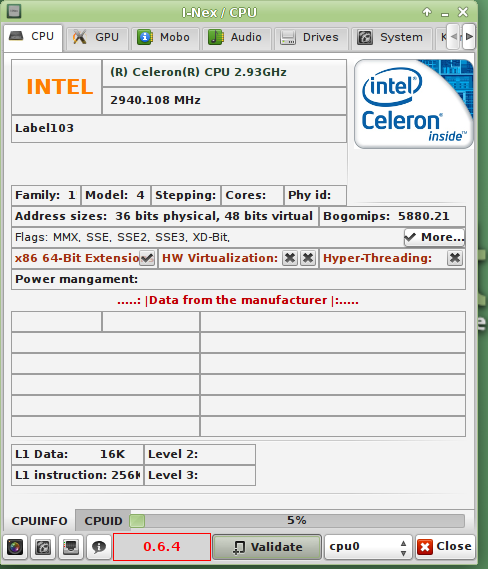 I-Nex / CPU
CPU GPU Mobo Audio Drives System
INTEL
(R) Celeron(R) CPU 2.93GHz
2940.108 MHz
Label103
intel
Celeron
inside™
Family: 1 Model: 4 Stepping: Cores: Phy id:
Address sizes: 36 bits physical, 48 bits virtual Bogomips: 5880.21
Flags: MMX, SSE, SSE2, SSE3, XD-Bit, More...
x86 64-Bit Extensio HW Virtualization: Hyper-Threading:
Power mangament:
.....: |Data from the manufacturer |:.....
L1 Data: 16K Level 2:
L1 instruction: 256K Level 3:
CPUINFO CPUID 5%
0.6.4 Validate cpu0 Close